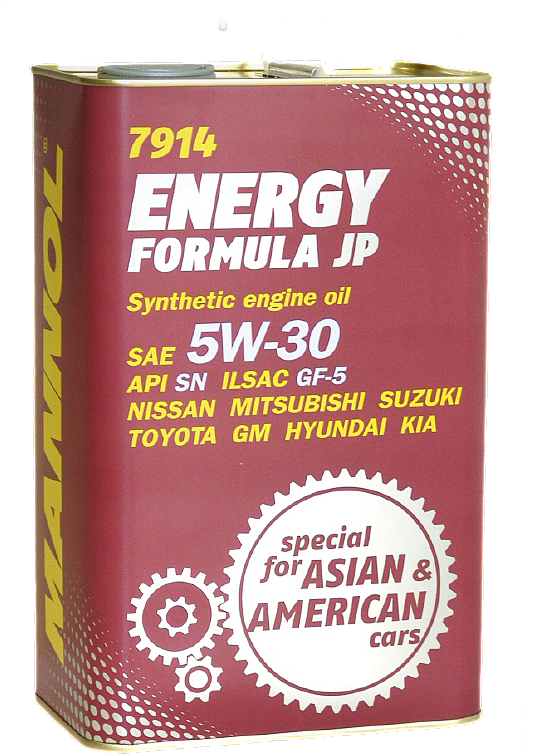 MANNOL®
7914
ENERGY
FORMULA JP
Synthetic engine oil
SAE 5W-30
API SN ILSAC GF-5
NISSAN MITSUBISHI SUZUKI
TOYOTA GM HYUNDAI KIA
special
for ASIAN &
AMERICAN
cars